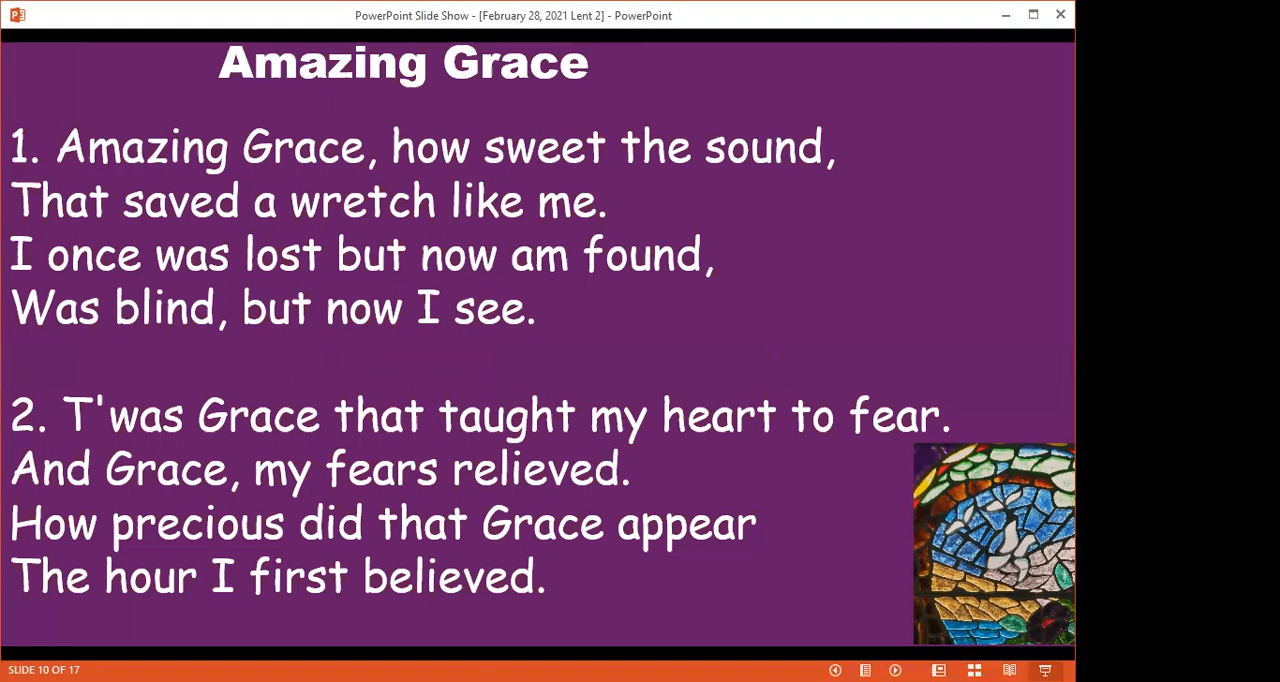 PowerPoint Slide Show - [February 28, 2021 Lent 2] - PowerPoint
Amazing Grace
1. Amazing Grace, how sweet the sound,
That saved a wretch like me.
I once was lost but now am found,
Was blind, but now I see.
2. T'was Grace that taught my heart to fear.
And Grace, my fears relieved.
How precious did that Grace appear
The hour I first believed.
SLIDE 10 OF 17